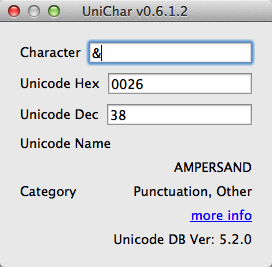 UniChar v0.6.1.2
Character &
Unicode Hex 0026
Unicode Dec 38
Unicode Name
AMPERSAND
Category Punctuation, Other
more info
Unicode DB Ver: 5.2.0